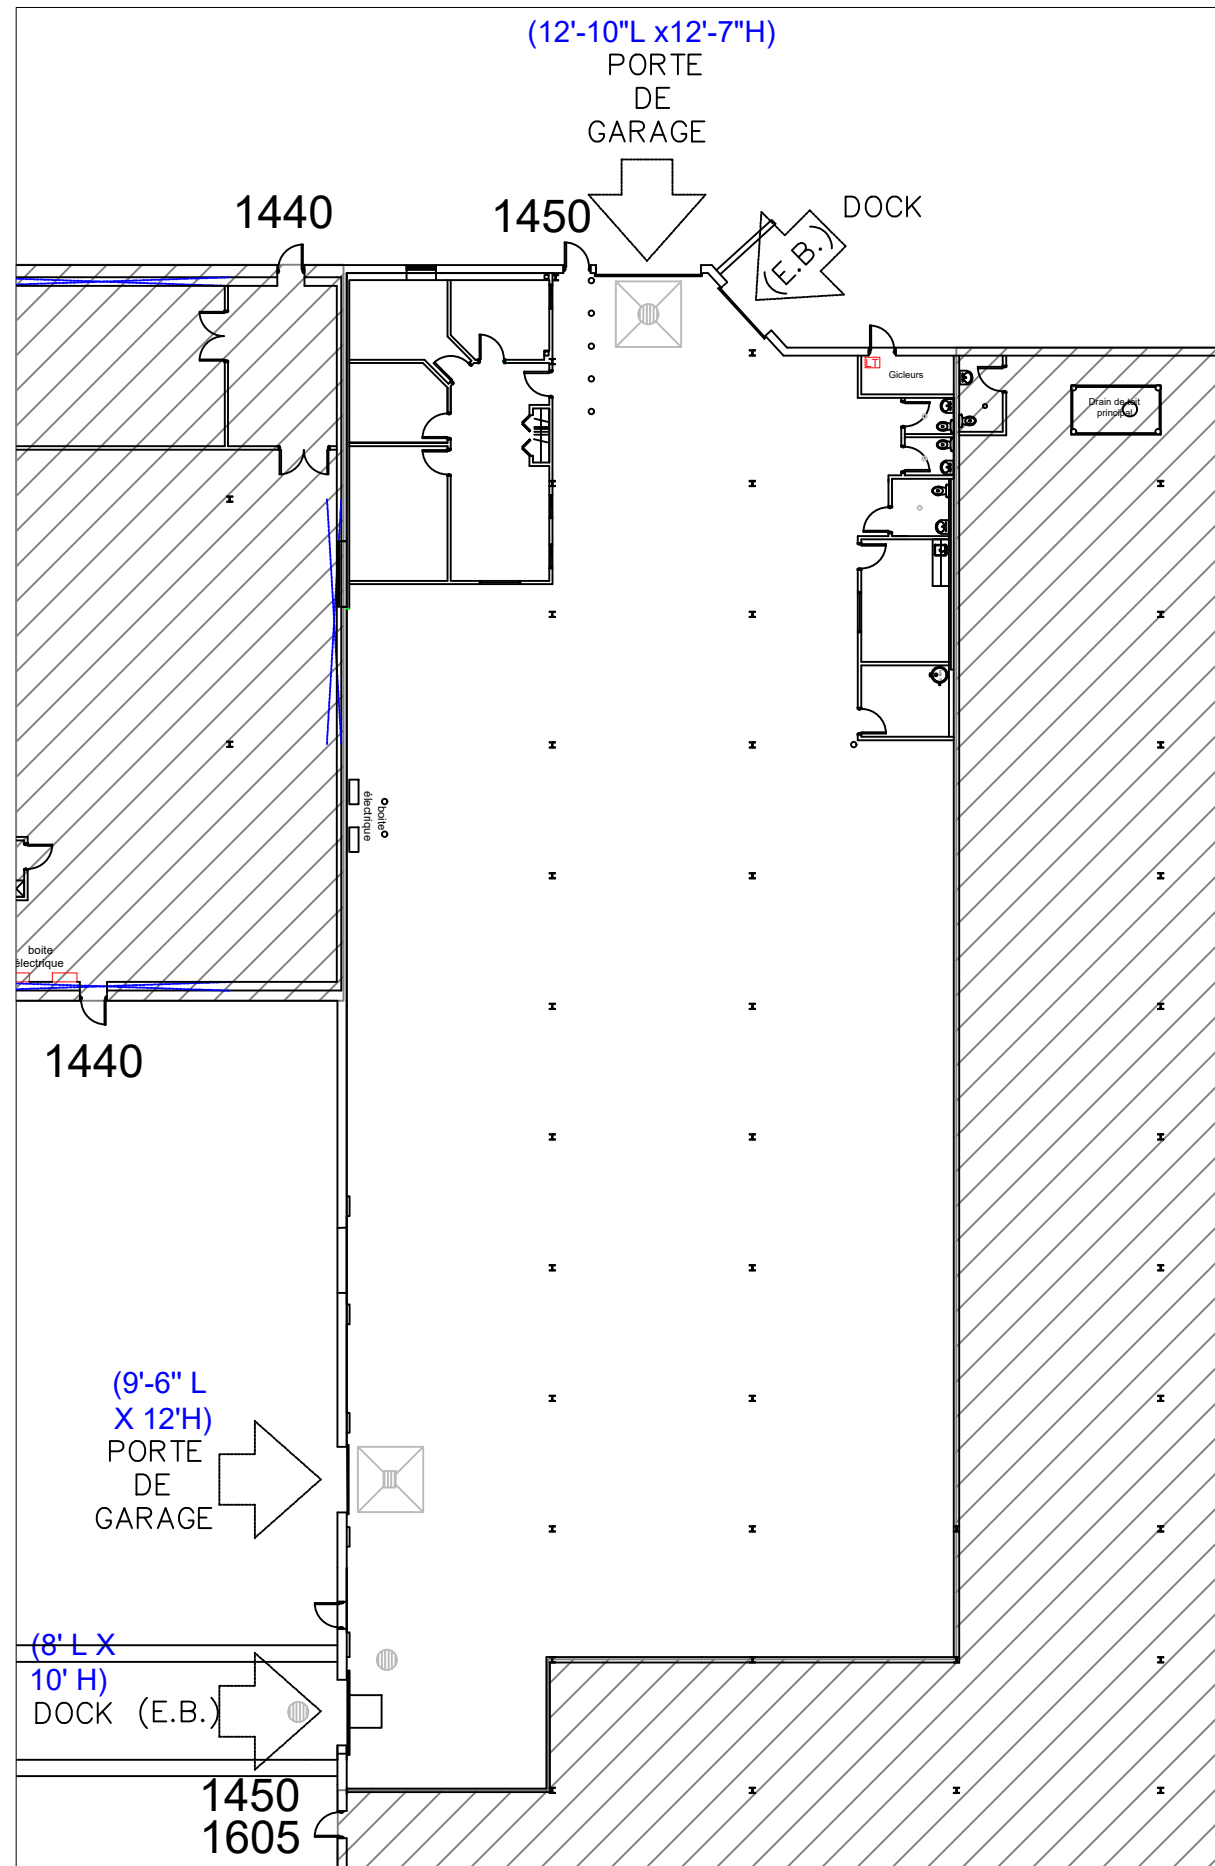 (12'-10"L x12'-7"H)
PORTE
DE
GARAGE
DOCK
(E.B.)
1440
1450
LT
Gicleurs
Drain de toit
principal
boite
électrique
boite
électrique
1440
(9'-6" L
X 12'H)
PORTE
DE
GARAGE
(8' L X
10' H)
DOCK (E.B.)
1450
1605